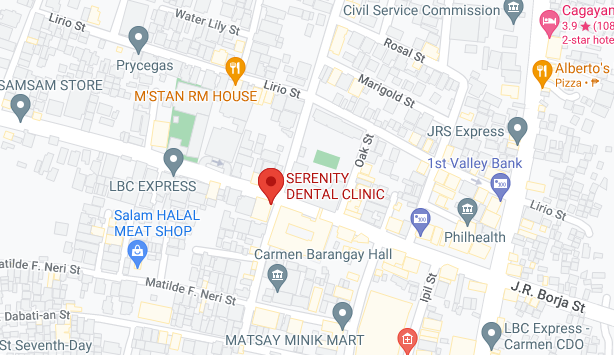 Civil Service Commission
Cagayan
3.9 ★ (108
2-star hote
Water Lily St
Lirio St
Rosal St
Prycegas
Alberto's
Pizza
M'STAN RM HOUSE
Lirio St
Marigold St
SAMSAM STORE
JRS Express
Oak St
1st Valley Bank
LBC EXPRESS
SERENITY
DENTAL CLINIC
Salam HALAL
MEAT SHOP
Lirio St
Philhealth
Carmen Barangay Hall
Matilde F. Neri St
Matilde F. Neri St
Ipil St
J.R. Borja St
Dabati-an St
MATSAY MINIK MART
LBC Express -
Carmen CDO
St Seventh-Day